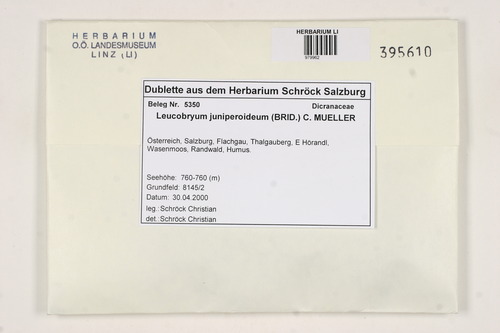 HERBARIUM
O.Ö. LANDESMUSEUM
LINZ (LI)
HERBARIUM LI
979962
395610
Dublette aus dem Herbarium Schröck Salzburg
Beleg Nr. 5350 Dicranaceae
Leucobryum juniperoideum (BRID.) C. MUELLER
Österreich, Salzburg, Flachgau, Thalgauberg, E Hörandl,
Wasenmoos, Randwald, Humus.
Seehöhe: 760-760 (m)
Grundfeld: 8145/2
Datum: 30.04.2000
leg.: Schröck Christian
det.: Schröck Christian